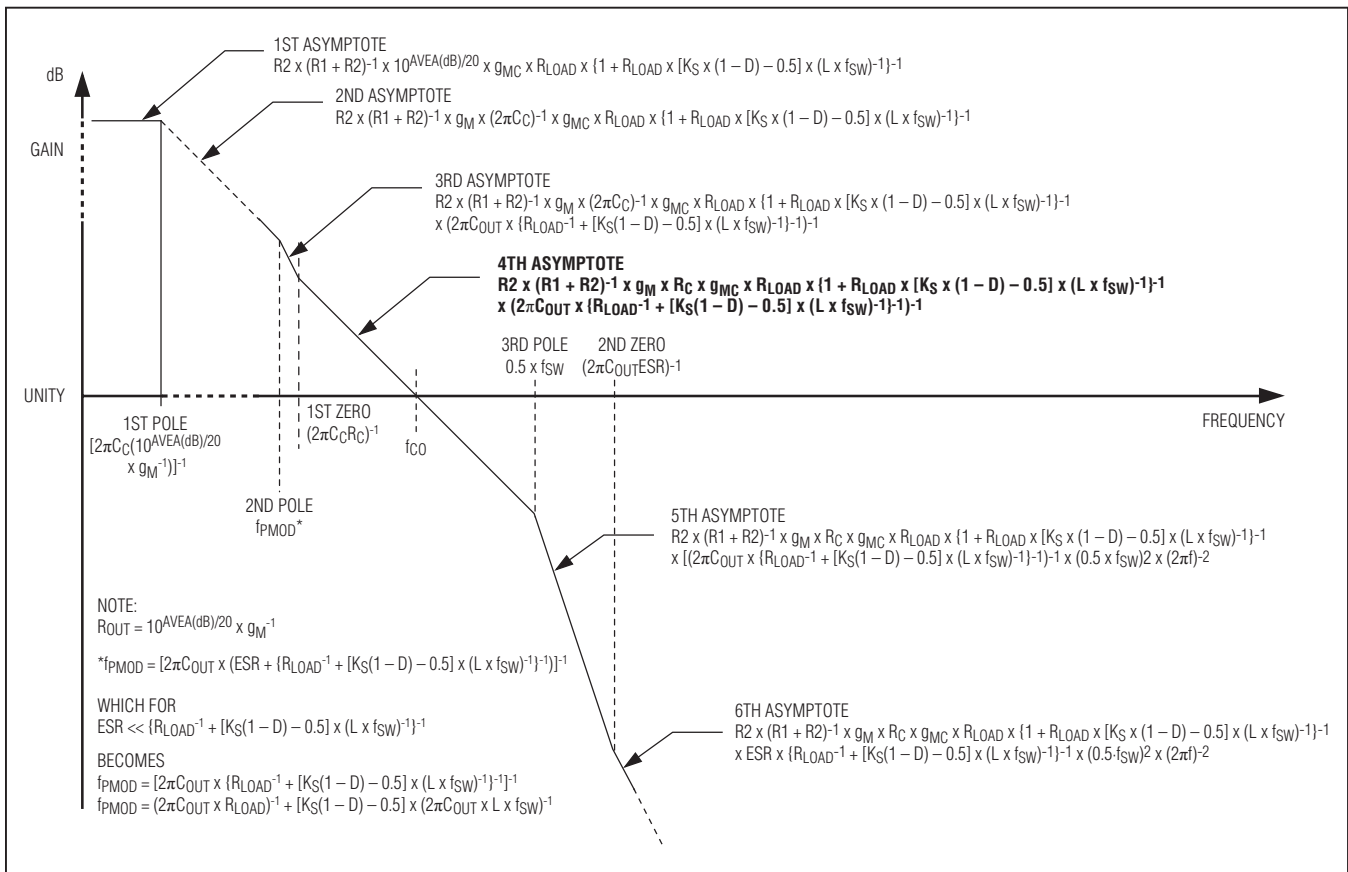 1ST ASYMPTOTE
R2 x (R1 + R2)-1 x 10AVEA(dB)/20 x gMC x RLOAD x {1 + RLOAD x [KS x (1 – D) – 0.5] x (L x fSW)-1}-1
dB
2ND ASYMPTOTE
R2 x (R1 + R2)-1 x gM x (2πCC)-1 x gMC x RLOAD x {1 + RLOAD x [KS x (1 – D) – 0.5] x (L x fSW)-1}-1
GAIN
3RD ASYMPTOTE
R2 x (R1 + R2)-1 x gM x (2πCC)-1 x gMC x RLOAD x {1 + RLOAD x [KS x (1 – D) – 0.5] x (L x fSW)-1}-1
x (2πCOUT x {RLOAD-1 + [KS(1 – D) – 0.5] x (L x fSW)-1}-1)-1
4TH ASYMPTOTE
R2 x (R1 + R2)-1 x gM x RC x gMC x RLOAD x {1 + RLOAD x [KS x (1 – D) – 0.5] x (L x fSW)-1}-1
x (2πCOUT x {RLOAD-1 + [KS(1 – D) – 0.5] x (L x fSW)-1}-1)-1
3RD POLE
0.5 x fSW
2ND ZERO
(2πCOUTESR)-1
UNITY
FREQUENCY
1ST POLE
[2πCC(10AVEA(dB)/20
x gM-1)]-1
1ST ZERO
(2πCCRC)-1
fCO
2ND POLE
fPMOD*
5TH ASYMPTOTE
R2 x (R1 + R2)-1 x gM x RC x gMC x RLOAD x {1 + RLOAD x [KS x (1 – D) – 0.5] x (L x fSW)-1}-1
x [(2πCOUT x {RLOAD-1 + [KS(1 – D) – 0.5] x (L x fSW)-1}-1)-1 x (0.5 x fSW)2 x (2πf)-2
NOTE:
ROUT = 10AVEA(dB)/20 x gM-1
*fPMOD = [2πCOUT x (ESR + {RLOAD-1 + [KS(1 – D) – 0.5] x (L x fSW)-1}-1)]-1
WHICH FOR
ESR << {RLOAD-1 + [KS(1 – D) – 0.5] x (L x fSW)-1}-1
BECOMES
fPMOD = [2πCOUT x {RLOAD-1 + [KS(1 – D) – 0.5] x (L x fSW)-1}-1]-1
fPMOD = (2πCOUT x RLOAD)-1 + [KS(1 – D) – 0.5] x (2πCOUT x L x fSW)-1
6TH ASYMPTOTE
R2 x (R1 + R2)-1 x gM x RC x gMC x RLOAD x {1 + RLOAD x [KS x (1 – D) – 0.5] x (L x fSW)-1}-1
x ESR x {RLOAD-1 + [KS(1 – D) – 0.5] x (L x fSW)-1}-1 x (0.5·fSW)2 x (2πf)-2